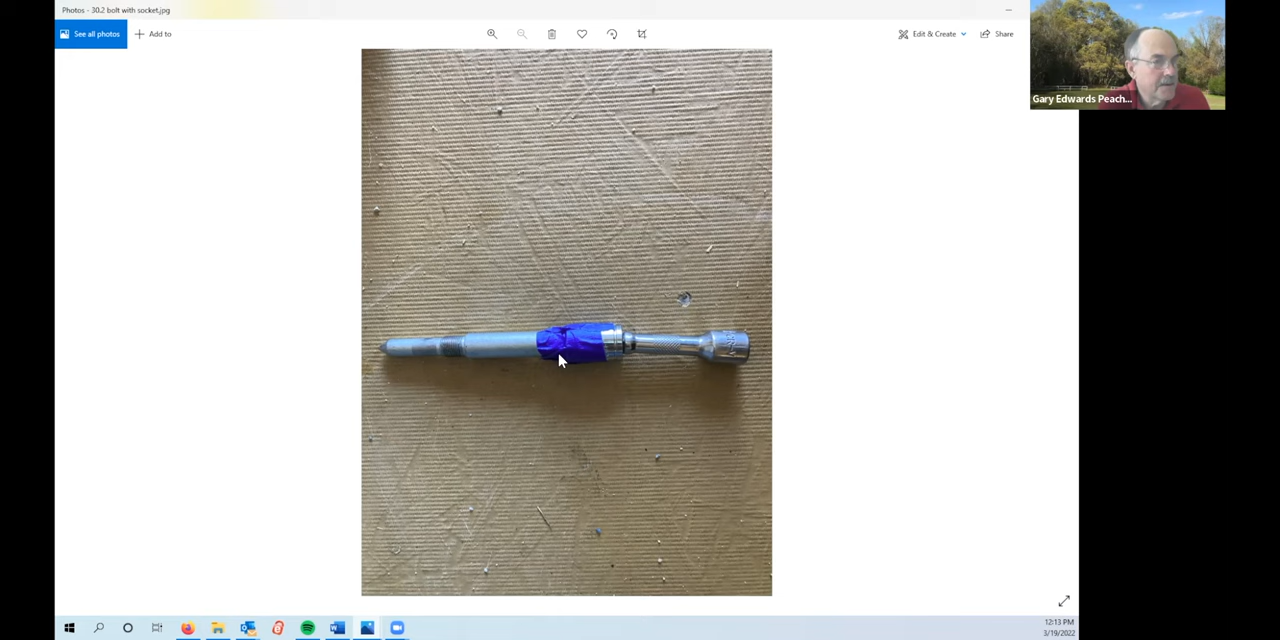 Photos - 30.2 bolt with socket.jpg
See all photos
Add to
Edit & Create
Share
Gary Edwards Peach...
12:13 PM
3/19/2022